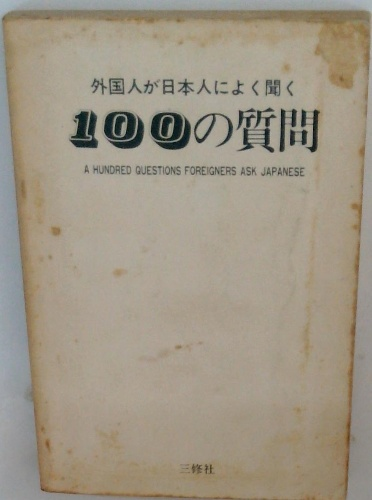 外国人が日本人によく聞く
100の質問
A HUNDRED QUESTIONS FOREIGNERS ASK JAPANESE
三修社